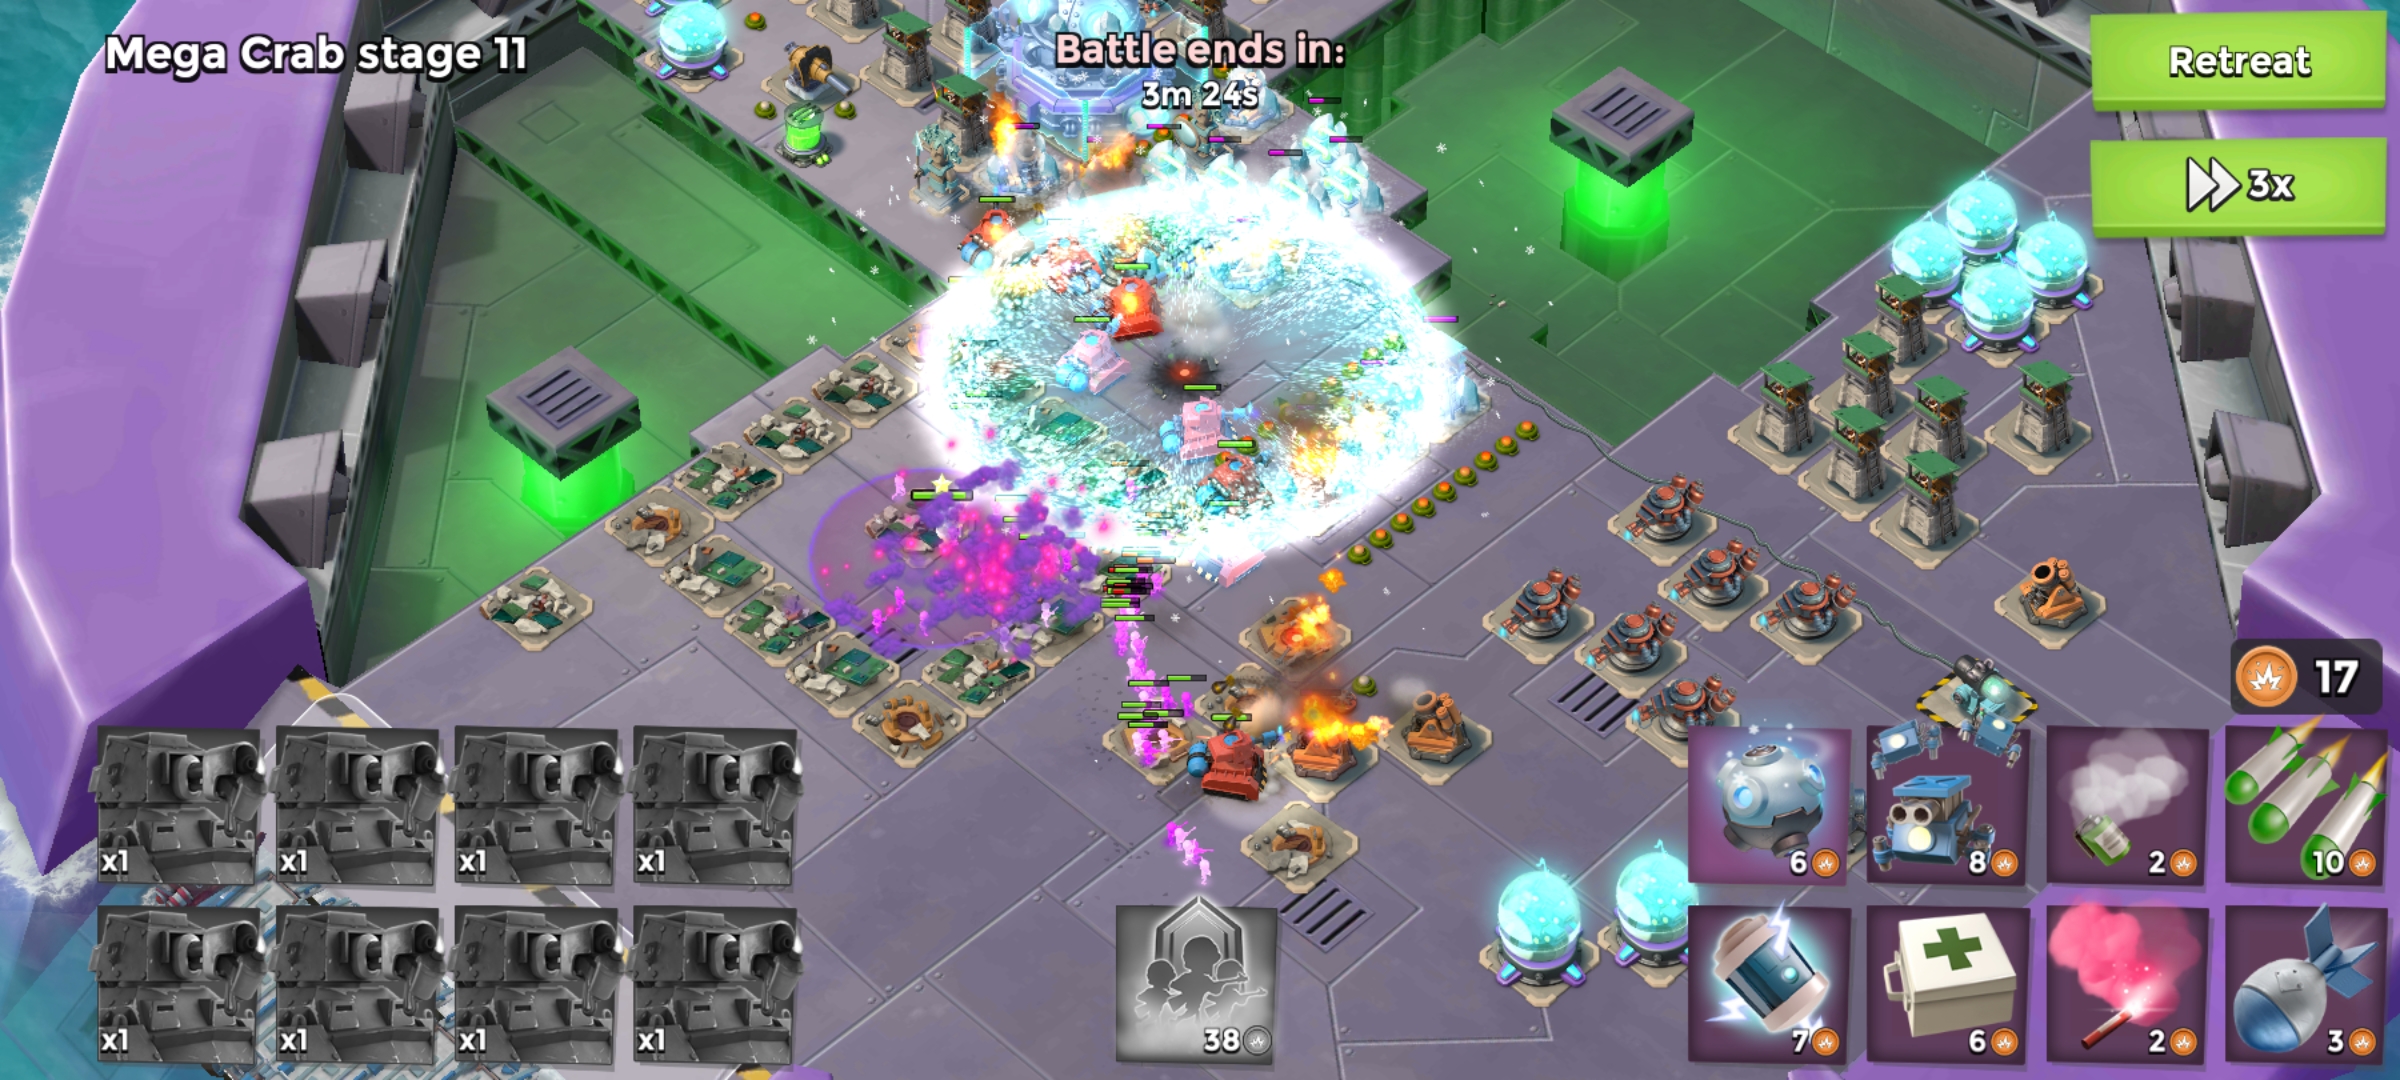 Mega Crab stage 11
Battle ends in:
3m 24s
Retreat
3x
17
x1
x1
x1
x1
6
8
2
10
x1
x1
x1
x1
38
7
6
2
3